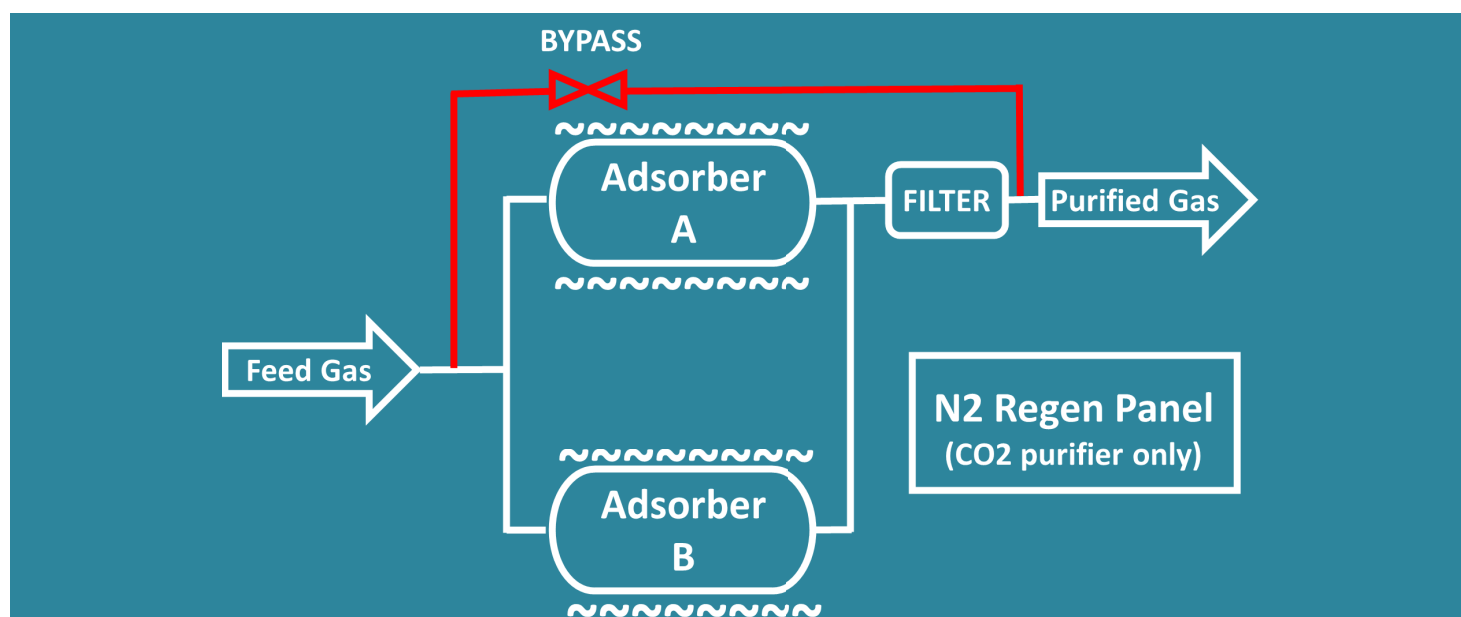 BYPASS
Adsorber
A
FILTER
Purified Gas
Feed Gas
N2 Regen Panel
(CO2 purifier only)
Adsorber
B